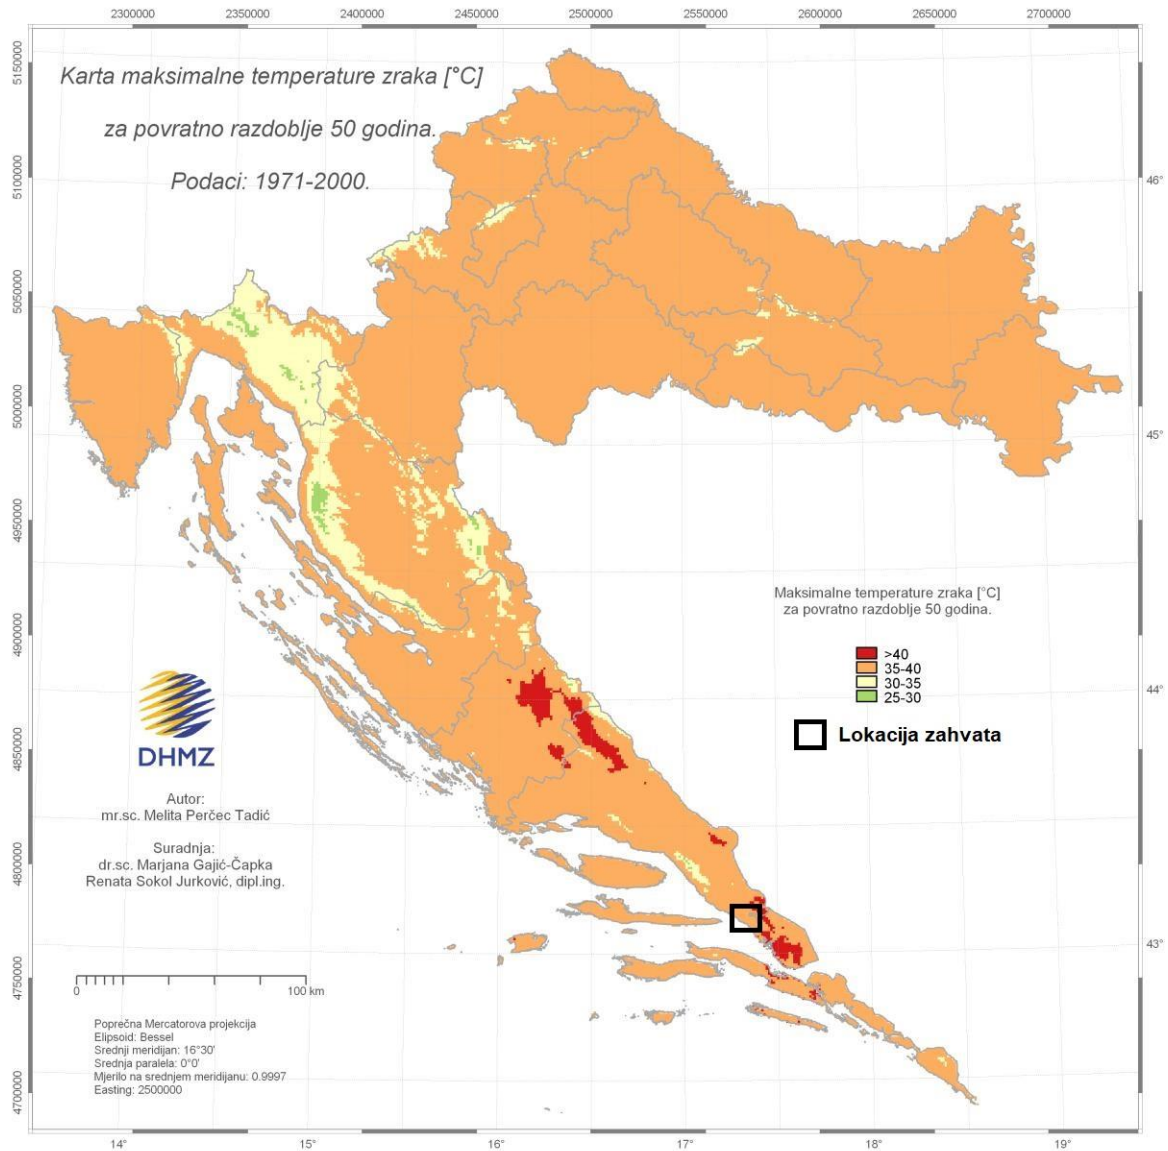 2300000 2350000 2400000 2450000 2500000 2550000 2600000 2650000 2700000
Karta maksimalne temperature zraka [°C]
za povratno razdoblje 50 godina.
Podaci: 1971-2000.
5150000
5100000
5050000
5000000
4950000
4900000
4850000
4800000
4750000
4700000
46°
45°
44°
43°
Maksimalne temperature zraka [°C]
za povratno razdoblje 50 godina.
>40
35-40
30-35
25-30
Lokacija zahvata
DHMZ
Autor:
mr.sc. Melita Perčec Tadić
Suradnja:
dr.sc. Marjana Gajić-Čapka
Renata Sokol Jurković, dipl.ing.
0 100 km
Poprečna Mercatorova projekcija
Elipsoid: Bessel
Srednji meridijan: 16°30'
Srednja paralela: 0°0'
Mjerilo na srednjem meridijanu: 0.9997
Easting: 2500000
14° 15° 16° 17° 18° 19°